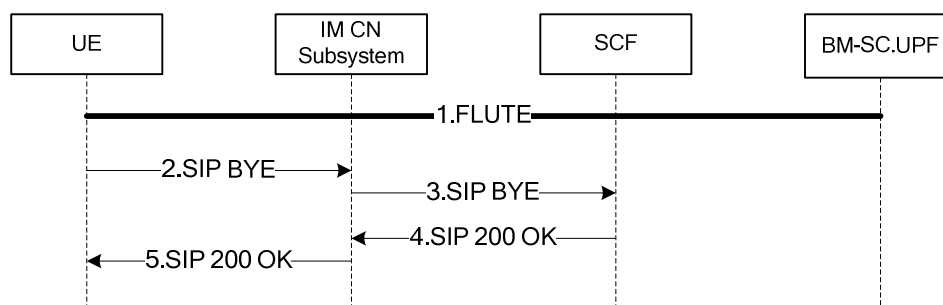 UE
IM CN
Subsystem
SCF
BM-SC.UPF
1.FLUTE
2.SIP BYE
3.SIP BYE
4.SIP 200 OK
5.SIP 200 OK